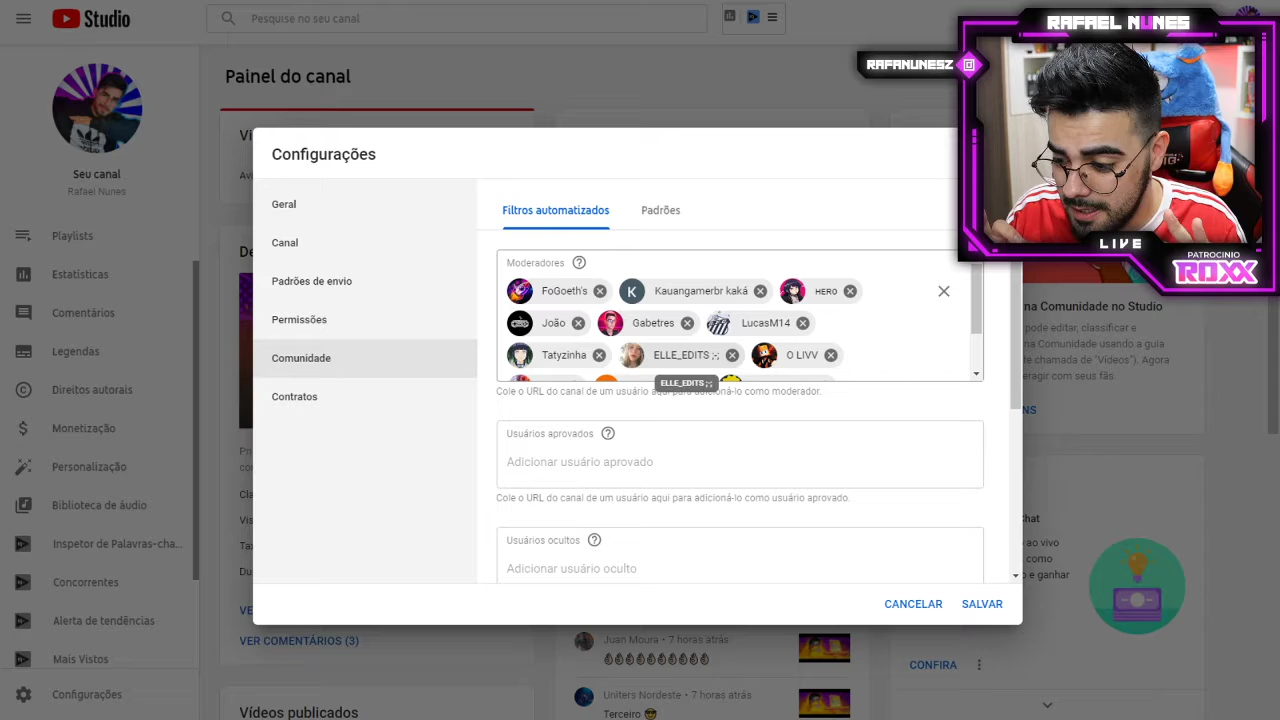 Studio
Pesquise no seu canal
RAFAEL NUNES
RAFANUNESZ
LIVE
PATROCINIO
ROXX
Painel do canal
Seu canal
Rafael Nunes
Playlists
Estatísticas
Comentários
Legendas
Direitos autorais
Monetização
Personalização
Biblioteca de áudio
Inspetor de Palavras-cha...
Concorrentes
Alerta de tendências
Mais Vistos
Configurações
Configurações
Geral
Canal
Padrões de envio
Permissões
Comunidade
Contratos
Filtros automatizados
Padrões
Moderadores
FoGoeth's
K
Kauangamerbr kaká
HERO
João
Gabetres
LucasM14
Tatyzinha
ELLE_EDITS ;-;
O LIVV
ELLE_EDITS ;-;
Cole o URL do canal de um usuário aqui para adicioná-lo como moderador.
Usuários aprovados
Adicionar usuário aprovado
Cole o URL do canal de um usuário aqui para adicioná-lo como usuário aprovado.
Usuários ocultos
Adicionar usuário oculto
CANCELAR
SALVAR
VER COMENTÁRIOS (3)
Vídeos publicados
Juan Moura • 7 horas atrás
Uniters Nordeste • 7 horas atrás
Terceiro
na Comunidade no Studio
pode editar, classificar e
Comunidade usando a guia
te chamada de "Vídeos"). Agora
eragir com seus fãs.
NS
Chat
ao vivo
como
o e ganhar
CONFIRA